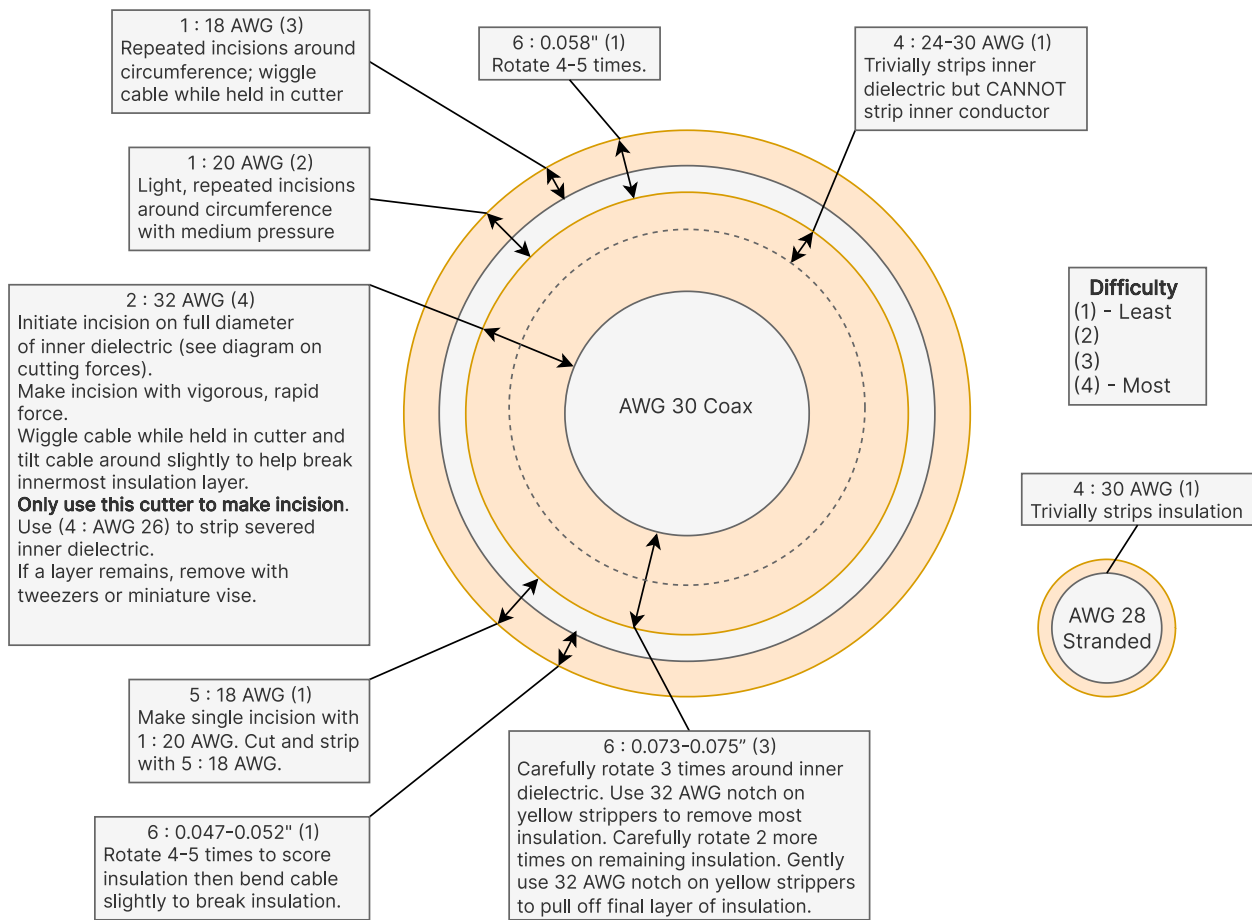 1 : 18 AWG (3)
Repeated incisions around
circumference; wiggle
cable while held in cutter
6 : 0.058" (1)
Rotate 4-5 times.
4 : 24-30 AWG (1)
Trivially strips inner
dielectric but CANNOT
strip inner conductor
1 : 20 AWG (2)
Light, repeated incisions
around circumference
with medium pressure
2 : 32 AWG (4)
Initiate incision on full diameter
of inner dielectric (see diagram on
cutting forces).
Make incision with vigorous, rapid
force.
Wiggle cable while held in cutter and
tilt cable around slightly to help break
innermost insulation layer.
Only use this cutter to make incision.
Use (4 : AWG 26) to strip severed
inner dielectric.
If a layer remains, remove with
tweezers or miniature vise.
AWG 30 Coax
Difficulty
(1) - Least
(2)
(3)
(4) - Most
4 : 30 AWG (1)
Trivially strips insulation
AWG 28
Stranded
5 : 18 AWG (1)
Make single incision with
1 : 20 AWG. Cut and strip
with 5 : 18 AWG.
6 : 0.047-0.052" (1)
Rotate 4-5 times to score
insulation then bend cable
slightly to break insulation.
6 : 0.073-0.075” (3)
Carefully rotate 3 times around inner
dielectric. Use 32 AWG notch on
yellow strippers to remove most
insulation. Carefully rotate 2 more
times on remaining insulation. Gently
use 32 AWG notch on yellow strippers
to pull off final layer of insulation.